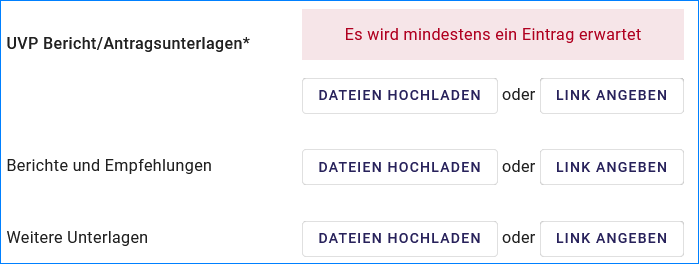 UVP Bericht/Antragsunterlagen*
Es wird mindestens ein Eintrag erwartet
DATEIEN HOCHLADEN oder LINK ANGEBEN
Berichte und Empfehlungen DATEIEN HOCHLADEN oder LINK ANGEBEN
Weitere Unterlagen DATEIEN HOCHLADEN oder LINK ANGEBEN